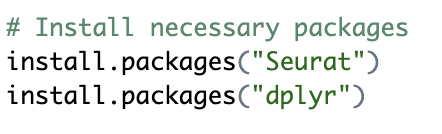 # Install necessary packages
install.packages("Seurat")
install.packages("dplyr")